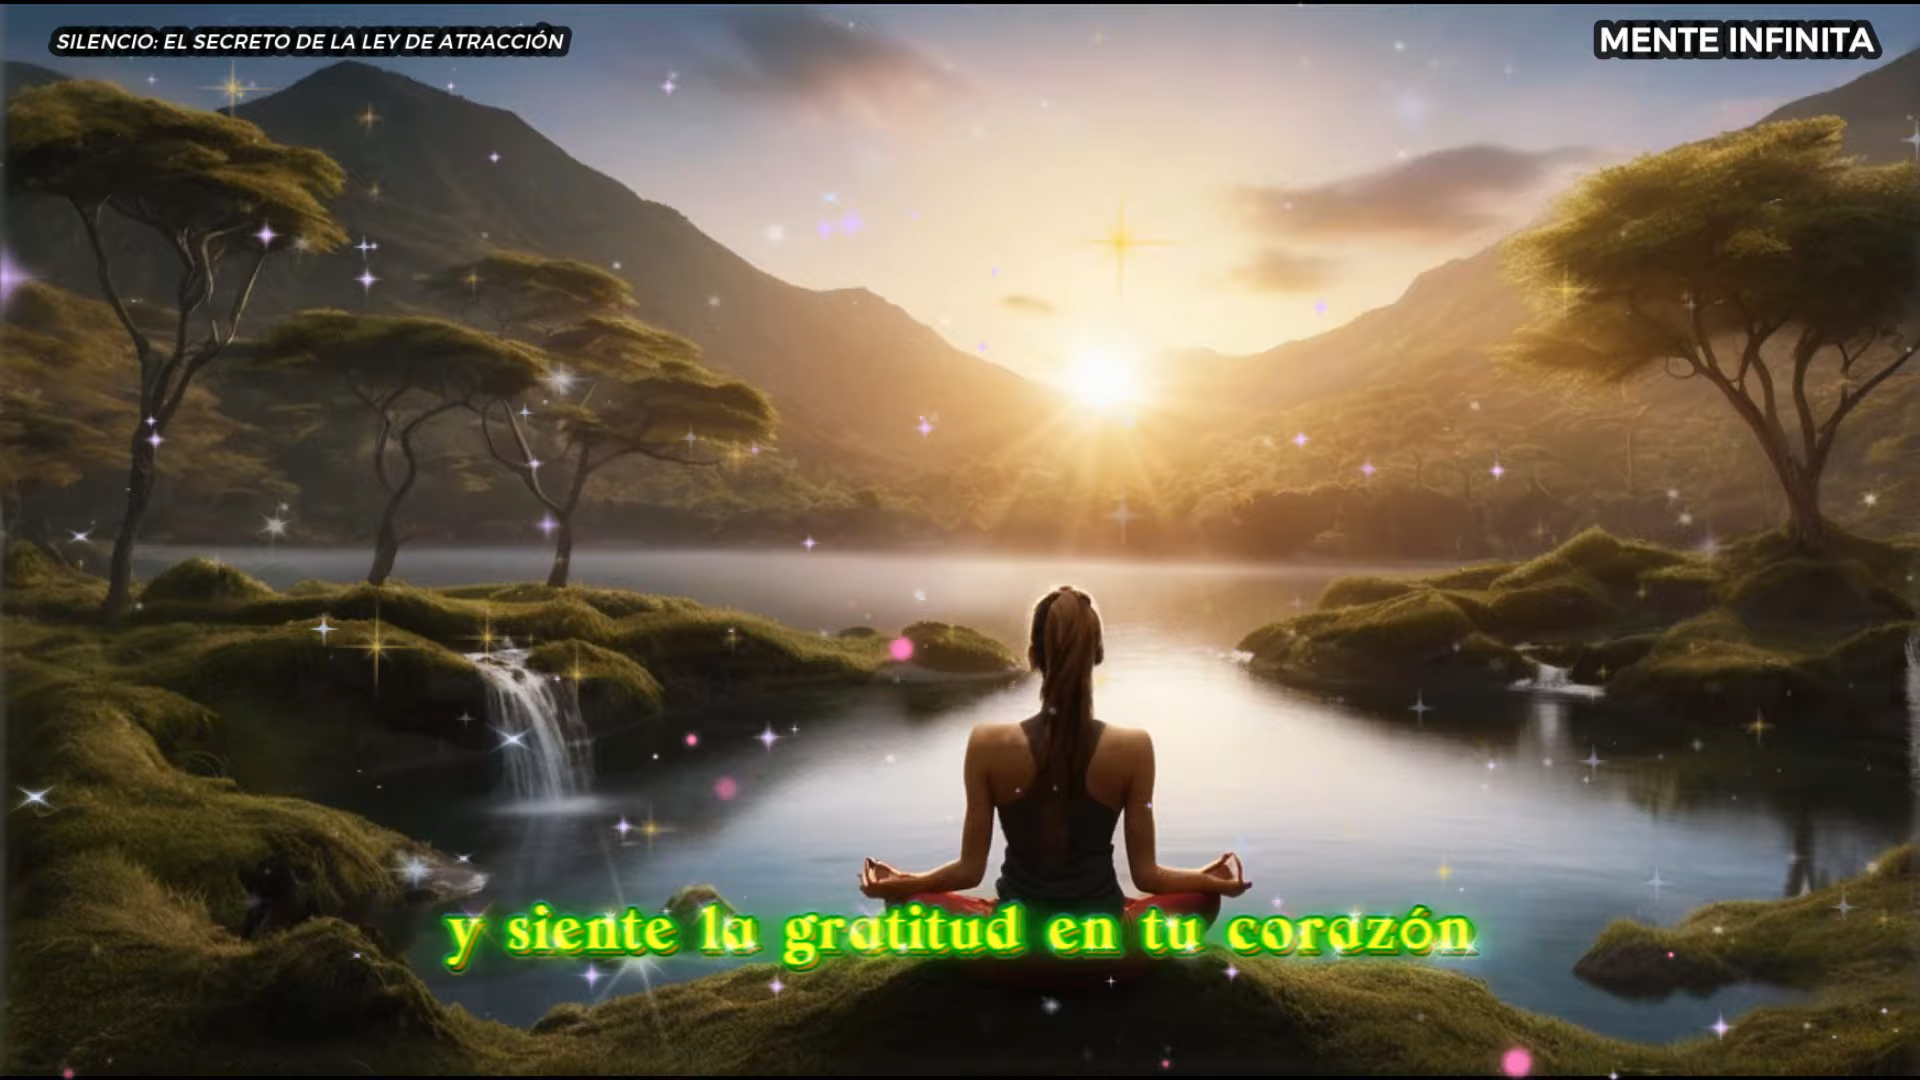 SILENCIO: EL SECRETO DE LA LEY DE ATRACCIÓN
MENTE INFINITA
y siente la gratitud en tu corazón